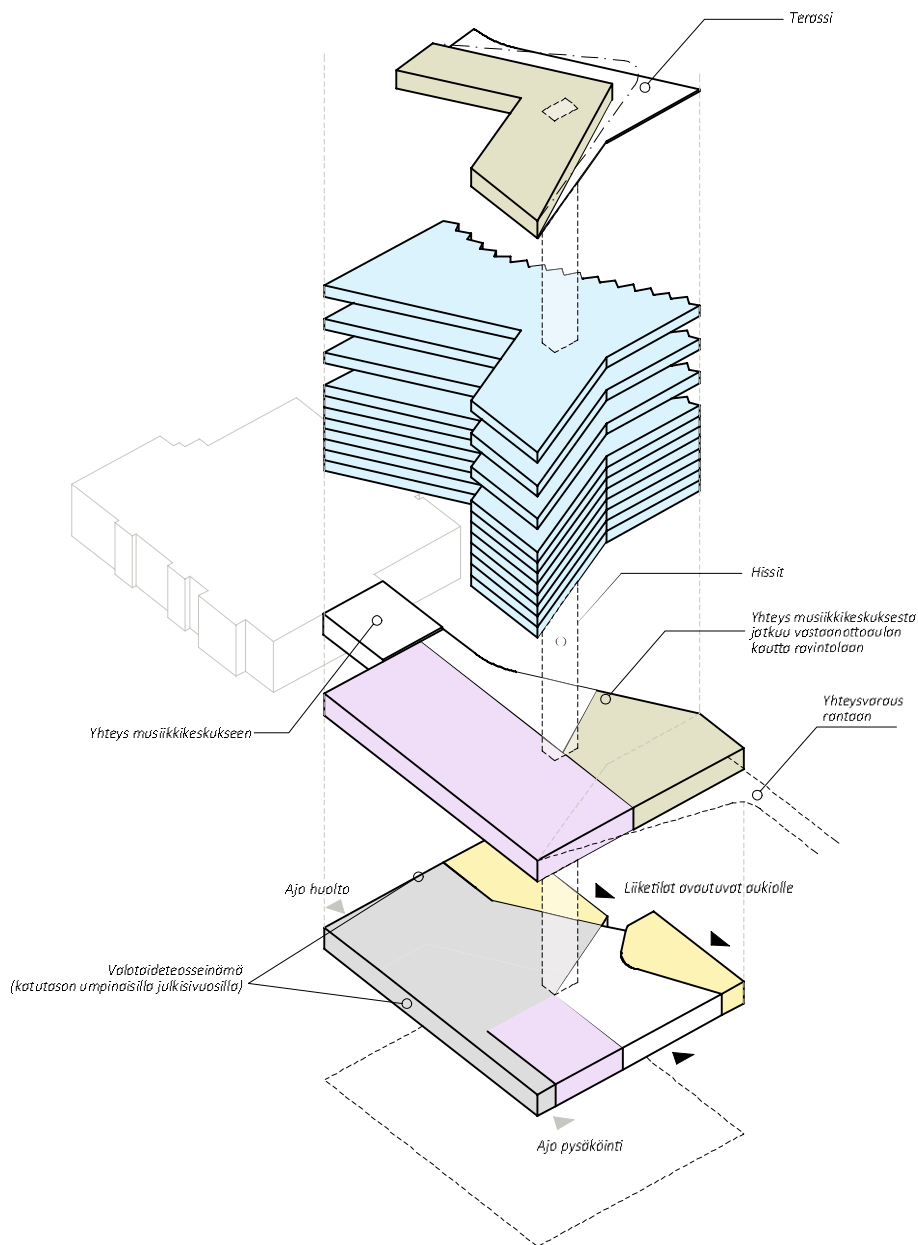 Terassi
Hissit
Yhteys musiikkikeskuksesta
jatkuu vastaanottoaulan
kautta ravintolaan
Yhteysvaraus
rantaan
Yhteys musiikkikeskukseen
Ajo huolto
Liiketilat avautuvat aukiolle
Valotaideteosseinämä
(katutason umpinaisilla julkisivuosilla)
Ajo pysäköinti